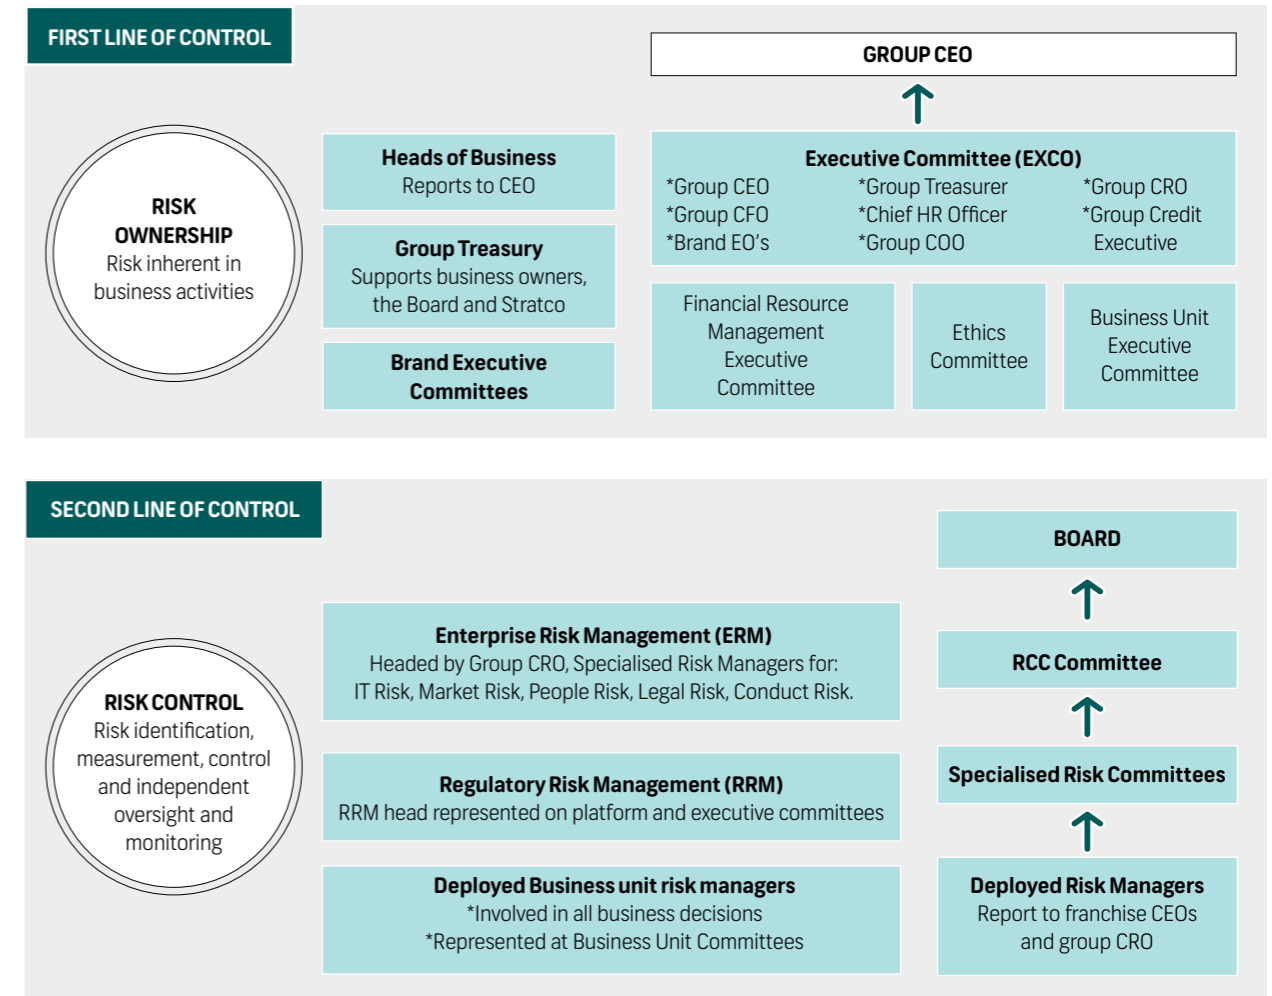 FIRST LINE OF CONTROL
GROUP CEO
RISK
OWNERSHIP
Risk inherent in
business activities
Heads of Business
Reports to CEO
Group Treasury
Supports business owners,
the Board and Stratco
Brand Executive
Committees
Executive Committee (EXCO)
*Group CEO
*Group CFO
*Brand EO's
*Group Treasurer
*Chief HR Officer
*Group COO
*Group CRO
*Group Credit
Executive
Financial Resource
Management
Executive
Committee
Ethics
Committee
Business Unit
Executive
Committee
SECOND LINE OF CONTROL
RISK CONTROL
Risk identification,
measurement, control
and independent
oversight and
monitoring
Enterprise Risk Management (ERM)
Headed by Group CRO, Specialised Risk Managers for:
IT Risk, Market Risk, People Risk, Legal Risk, Conduct Risk.
Regulatory Risk Management (RRM)
RRM head represented on platform and executive committees
Deployed Business unit risk managers
*Involved in all business decisions
*Represented at Business Unit Committees
BOARD
RCC Committee
Specialised Risk Committees
Deployed Risk Managers
Report to franchise CEOs
and group CRO